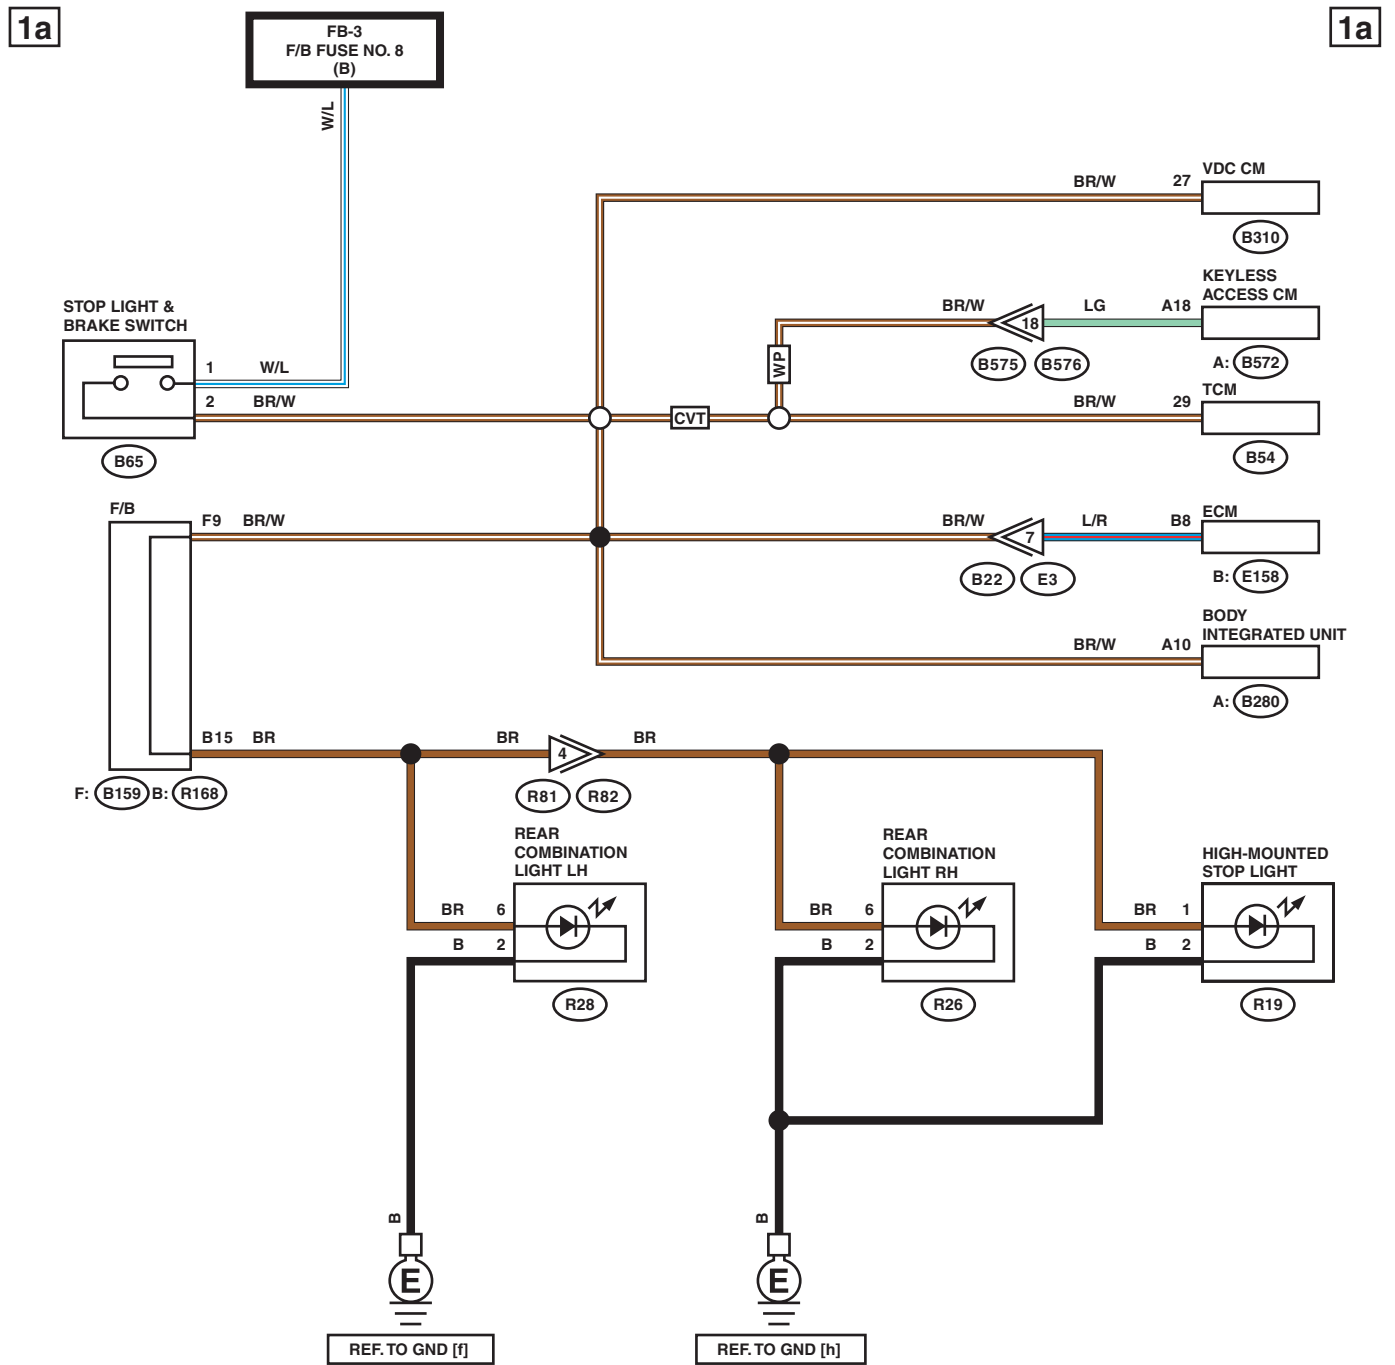 1a
FB-3
F/B FUSE NO. 8
(B)
1a
W/L
VDC CM
BR/W 27
B310
KEYLESS
ACCESS CM
BR/W 18 LG A18
B575 B576
A: B572
STOP LIGHT &
BRAKE SWITCH
1 W/L
2 BR/W
B65
WP
CVT
TCM
BR/W 29
B54
F/B
F9 BR/W
BR/W 7 L/R B8
ECM
B22 E3
B: E158
BODY
INTEGRATED UNIT
BR/W A10
A: B280
B15 BR
BR 4 BR
F: B159 B: R168
R81 R82
REAR
COMBINATION
LIGHT LH
BR 6
B 2
R28
REAR
COMBINATION
LIGHT RH
BR 6
B 2
R26
HIGH-MOUNTED
STOP LIGHT
BR 1
B 2
R19
B
E
REF. TO GND [f]
B
E
REF. TO GND [h]